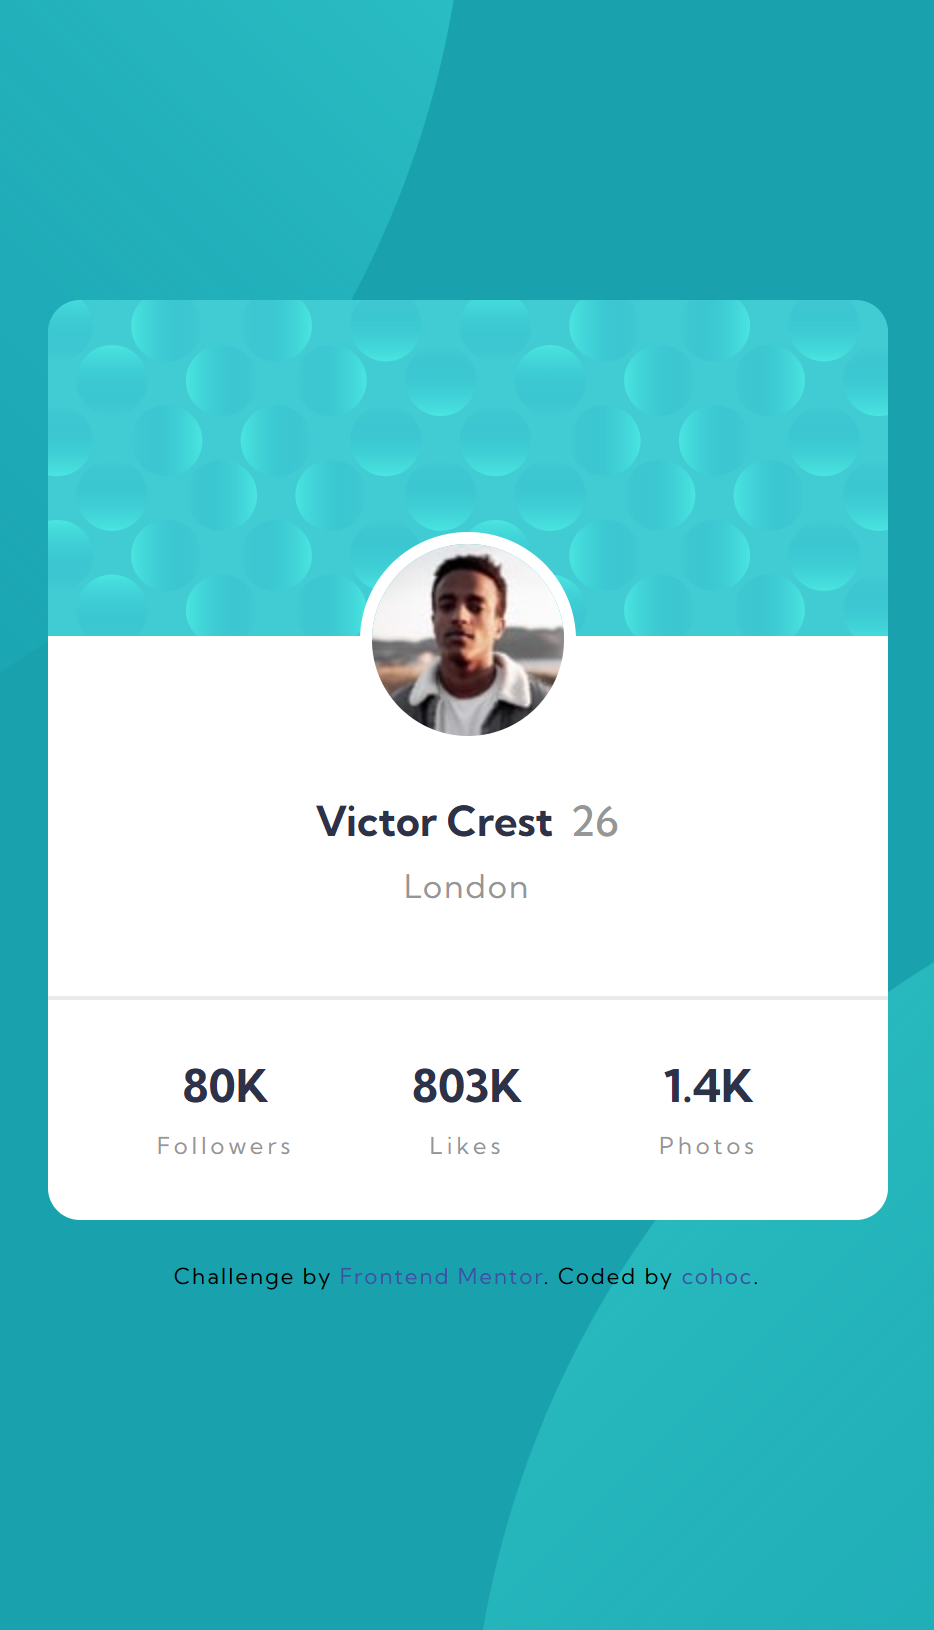 Victor Crest 26
London
80K 803K 1.4K
Followers Likes Photos
Challenge by Frontend Mentor. Coded by cohoc.